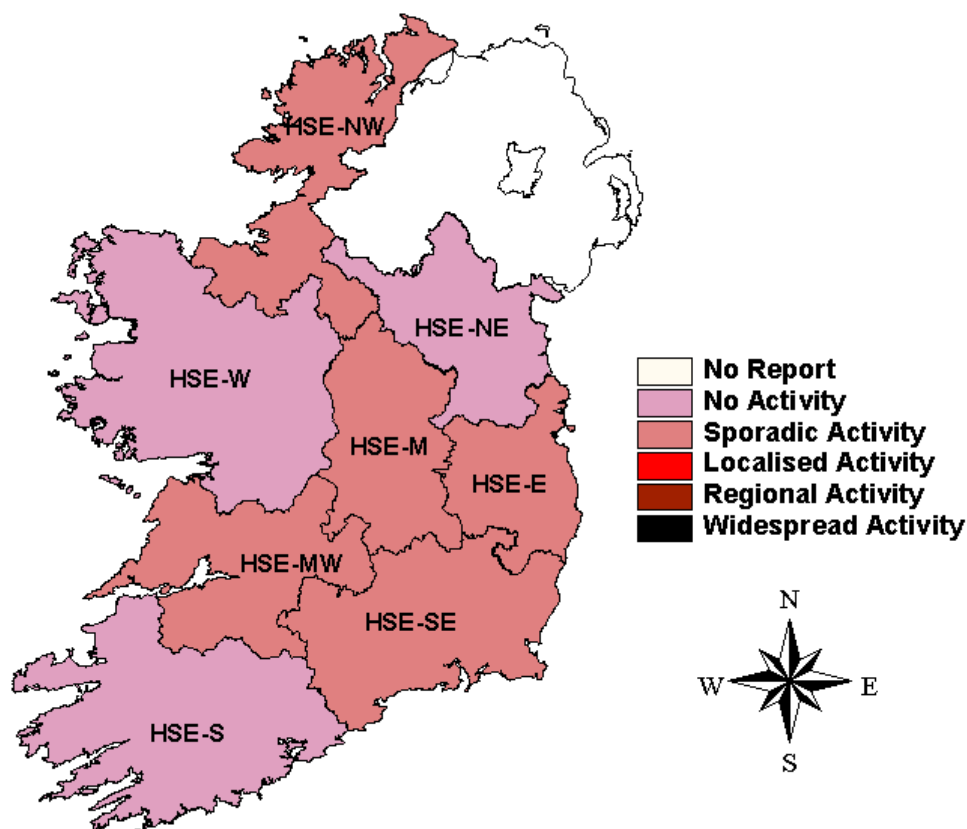 HSE-NW
HSE-NE
HSE-W
HSE-M
HSE-E
HSE-MW
HSE-SE
HSE-S
No Report
No Activity
Sporadic Activity
Localised Activity
Regional Activity
Widespread Activity
N
W E
S